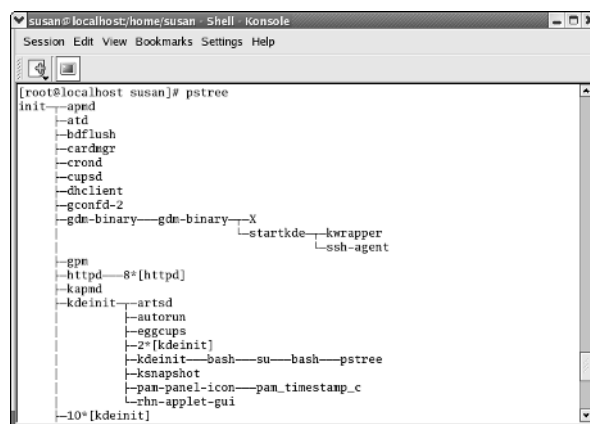 susan@localhost:/home/susan - Shell - Konsole
Session Edit View Bookmarks Settings Help
[root@localhost susan]# pstree
init─┬─apmd
     ├─atd
     ├─bdflush
     ├─cardmgr
     ├─crond
     ├─cupsd
     ├─dhclient
     ├─gconfd-2
     ├─gdm-binary───gdm-binary─┬─X
     │                         └─startkde─┬─kwrapper
     │                                    └─ssh-agent
     ├─gpm
     ├─httpd───8*[httpd]
     ├─kapmd
     ├─kdeinit─┬─artsd
     │         ├─autorun
     │         ├─eggcups
     │         ├─2*[kdeinit]
     │         ├─kdeinit───bash───su───bash───pstree
     │         ├─ksnapshot
     │         ├─pam-panel-icon───pam_timestamp_c
     │         └─rhn-applet-gui
     ├─10*[kdeinit]